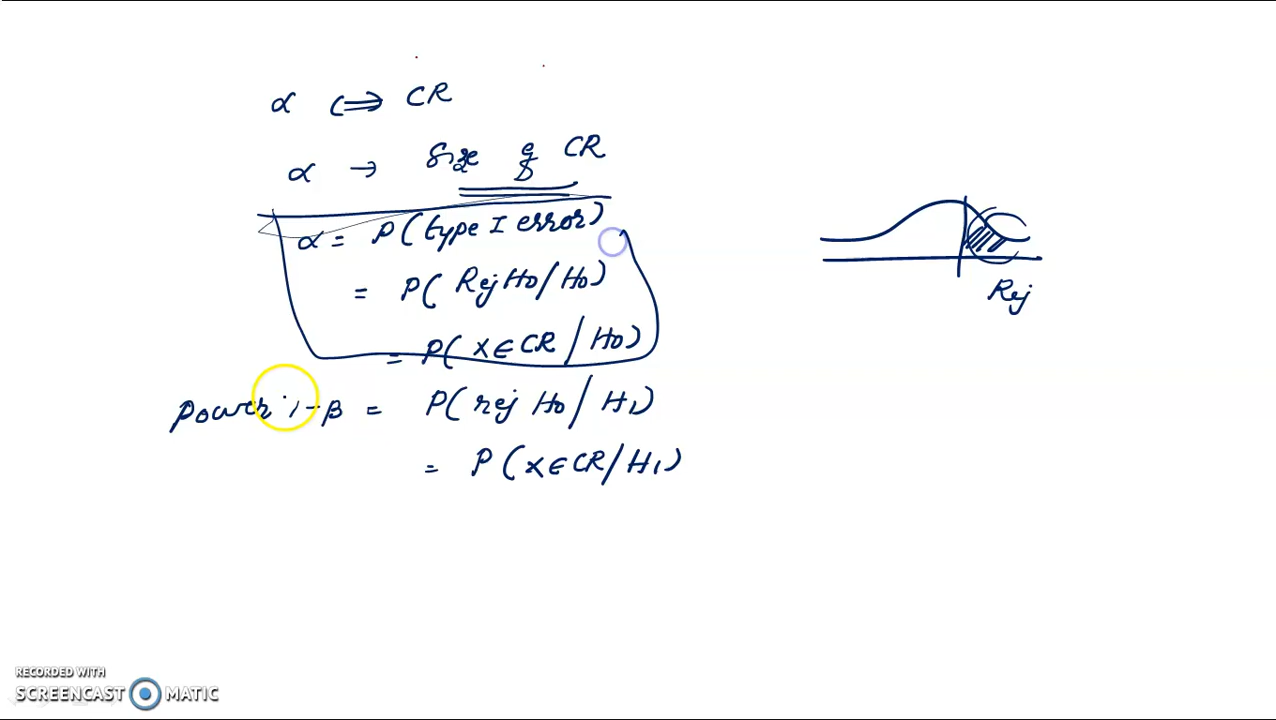 α ⟺ CR
α → Size of CR
α = P(type I error)
= P(Rej H0/H0)
= P(X∈CR/H0)
Power 1-β = P(rej H0/H1)
= P(X∈CR/H1)
Rej
RECORDED WITH
SCREENCAST MATIC